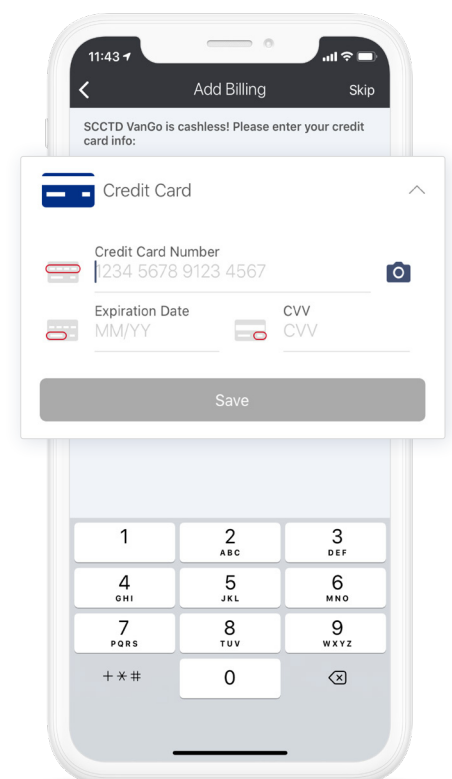 11:43
Add Billing
Skip
SCCTD VanGo is cashless! Please enter your credit
card info:
Credit Card
Credit Card Number
1234 5678 9123 4567
Expiration Date
CVV
MM/YY
CVV
Save
1
2
3
ABC
DEF
4
5
6
GHI
JKL
MNO
7
8
9
PQRS
TUV
WXYZ
+*#
0